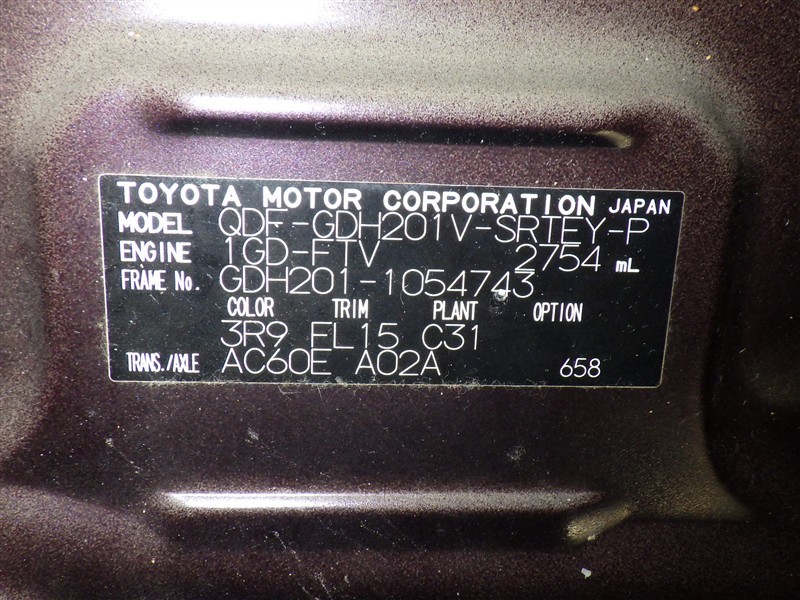 TOYOTA MOTOR CORPORATION JAPAN
MODEL QDF-GDH201V-SRTEY-P
ENGINE 1GD-FTV 2754 mL
FRAME No. GDH201-1054743
COLOR TRIM PLANT OPTION
3R9 FL15 C31
TRANS./AXLE AC60E A02A 658